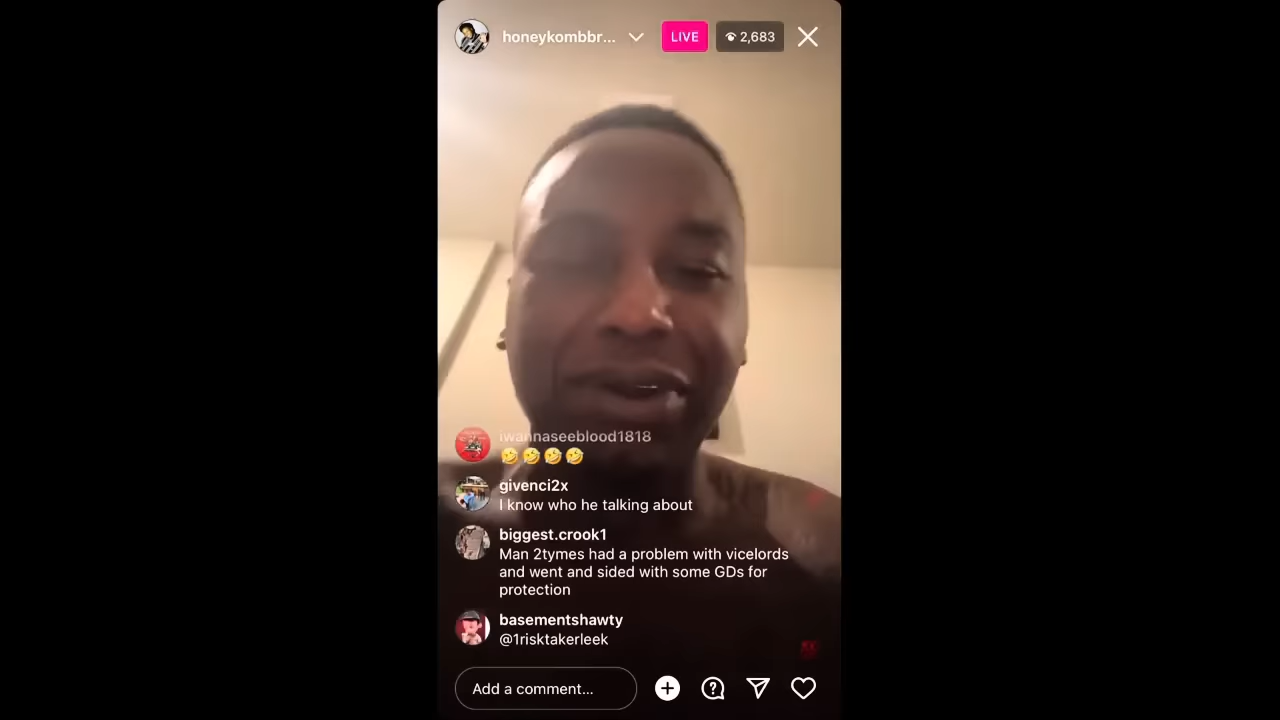 honeykombbr...
LIVE
2,683
iwannaseeblood1818
🤣🤣🤣🤣
givenci2x
I know who he talking about
biggest.crook1
Man 2tymes had a problem with vicelords
and went and sided with some GDs for
protection
basementshawty
@1risktakerleek
Add a comment...